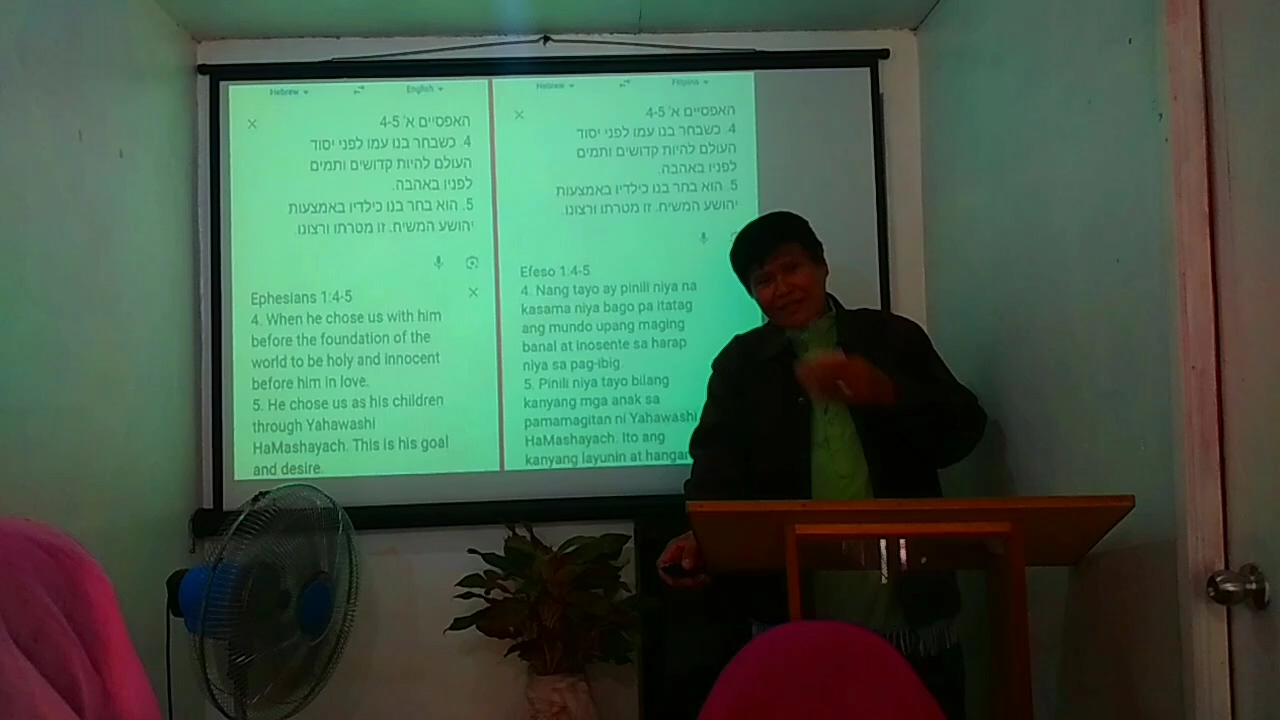 Hebrew English
× האפסיים א' 4-5
4. כשבחר בנו עמו לפני יסוד
העולם להיות קדושים ותמים
לפניו באהבה.
5. הוא בחר בנו כילדיו באמצעות
יהושע המשיח. זו מטרתו ורצונו.
Ephesians 1:4-5 ×
4. When he chose us with him
before the foundation of the
world to be holy and innocent
before him in love.
5. He chose us as his children
through Yahawashi
HaMashayach. This is his goal
and desire.
Hebrew Filipino
× האפסיים א' 4-5
4. כשבחר בנו עמו לפני יסוד
העולם להיות קדושים ותמים
לפניו באהבה.
5. הוא בחר בנו כילדיו באמצעות
יהושע המשיח. זו מטרתו ורצונו.
Efeso 1:4-5
4. Nang tayo ay pinili niya na
kasama niya bago pa itatag
ang mundo upang maging
banal at inosente sa harap
niya sa pag-ibig.
5. Pinili niya tayo bilang
kanyang mga anak sa
pamamagitan ni Yahawashi
HaMashayach. Ito ang
kanyang layunin at